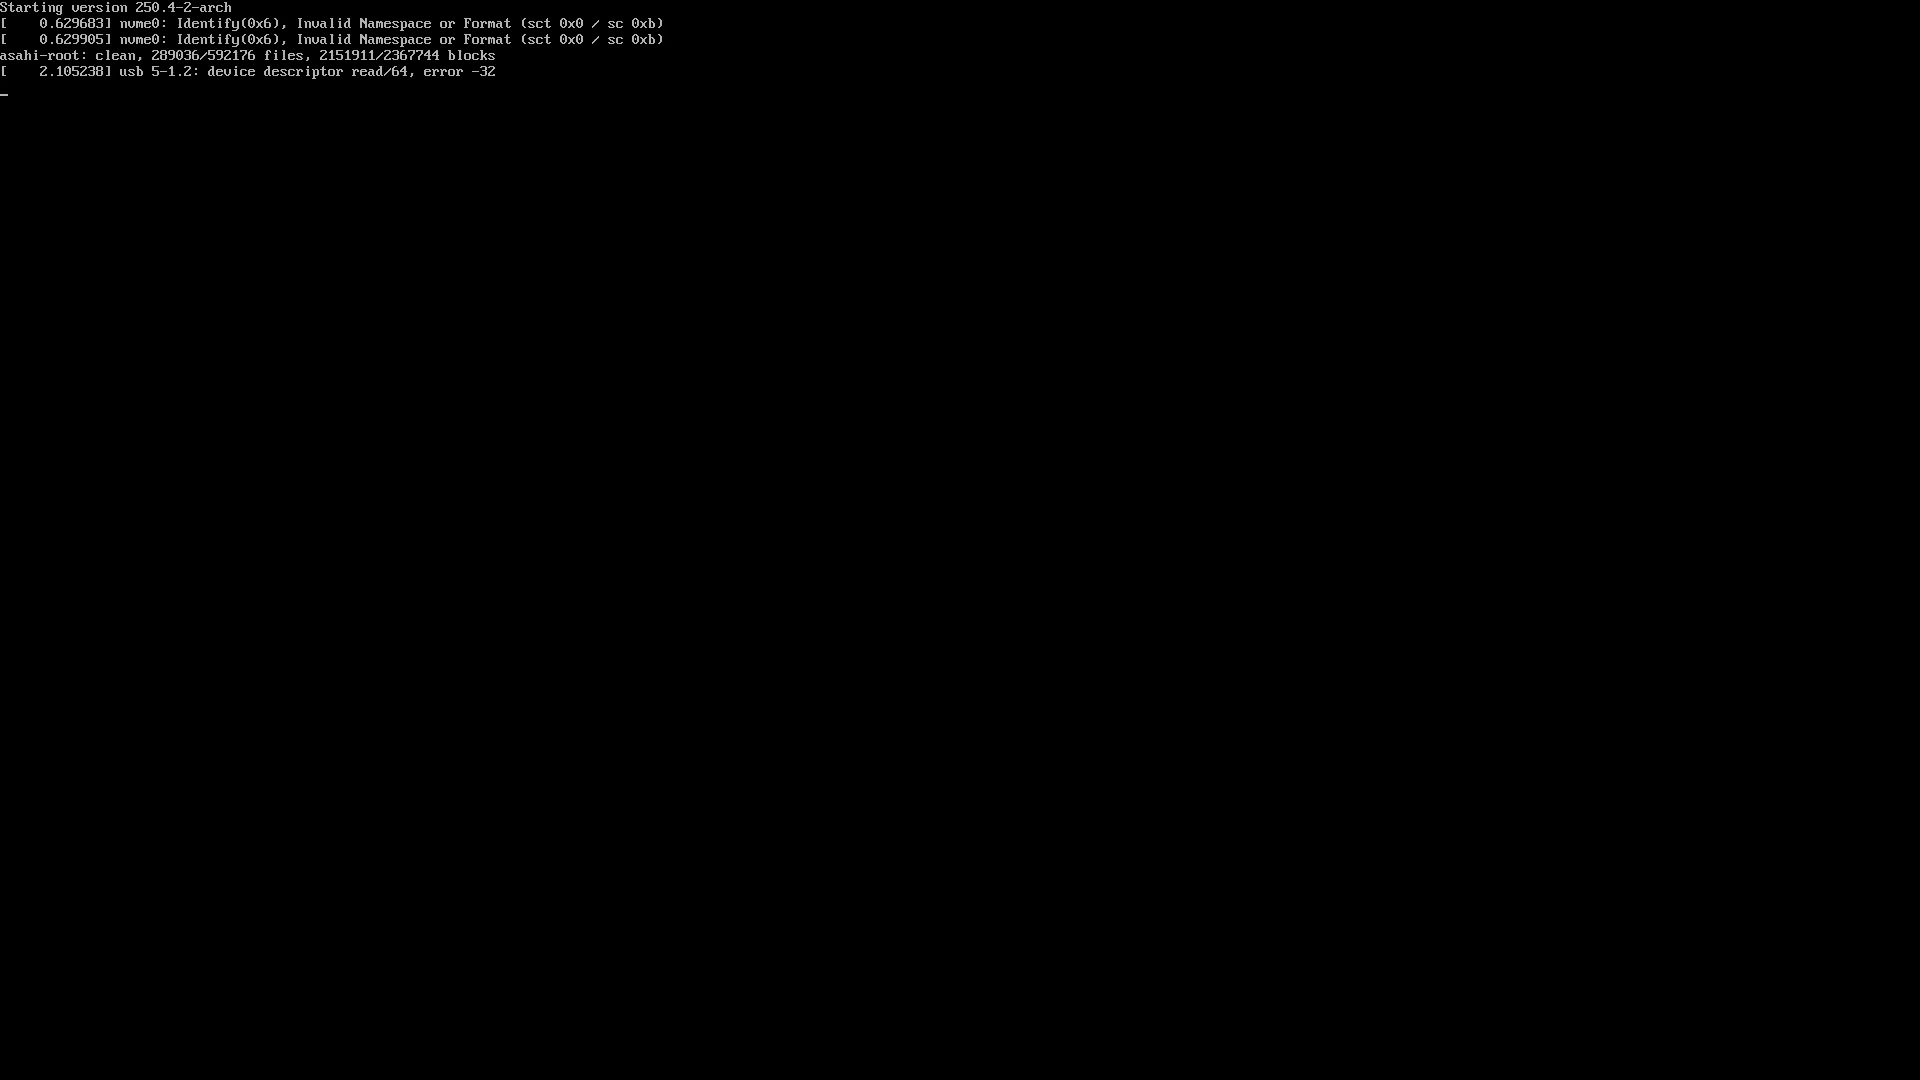 Starting version 250.4-2-arch
[    0.629683] nvme0: Identify(0x6), Invalid Namespace or Format (sct 0x0 / sc 0xb)
[    0.629905] nvme0: Identify(0x6), Invalid Namespace or Format (sct 0x0 / sc 0xb)
asahi-root: clean, 289036/592176 files, 2151911/2367744 blocks
[    2.105238] usb 5-1.2: device descriptor read/64, error -32
_